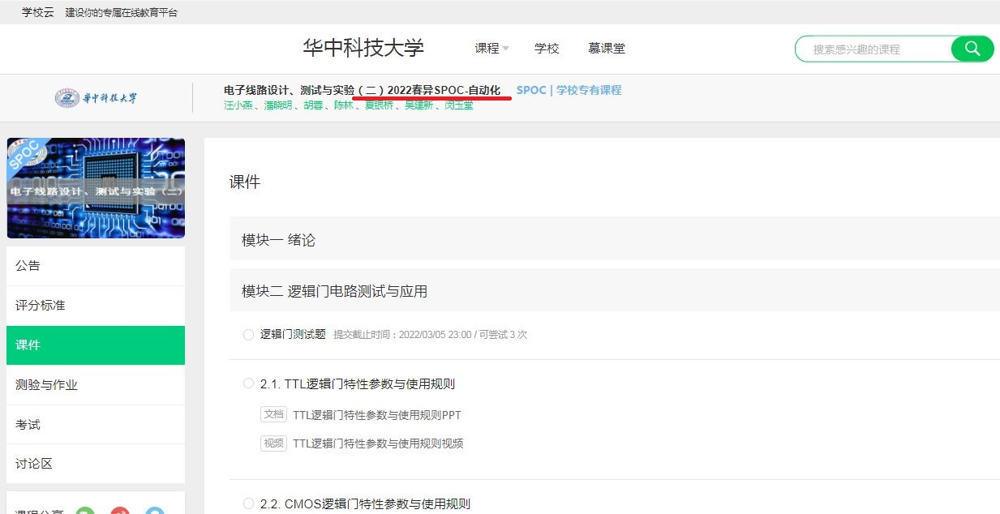 学校云 建设你的专属在线教育平台
华中科技大学 课程 学校 慕课堂 搜索感兴趣的课程
华中科技大学
电子线路设计、测试与实验（二）2022春异SPOC-自动化 SPOC | 学校专有课程
汪小燕、潘晓明、胡蓉、陈林、夏银桥、吴建新、闵玉堂
SPOC
电子线路设计、测试与实验（二）
公告
评分标准
课件
测验与作业
考试
讨论区
课程分享
课件
模块一 绪论
模块二 逻辑门电路测试与应用
逻辑门测试题 提交截止时间：2022/03/05 23:00 / 可尝试 3 次
2.1. TTL逻辑门特性参数与使用规则
文档 TTL逻辑门特性参数与使用规则PPT
视频 TTL逻辑门特性参数与使用规则视频
2.2. CMOS逻辑门特性参数与使用规则